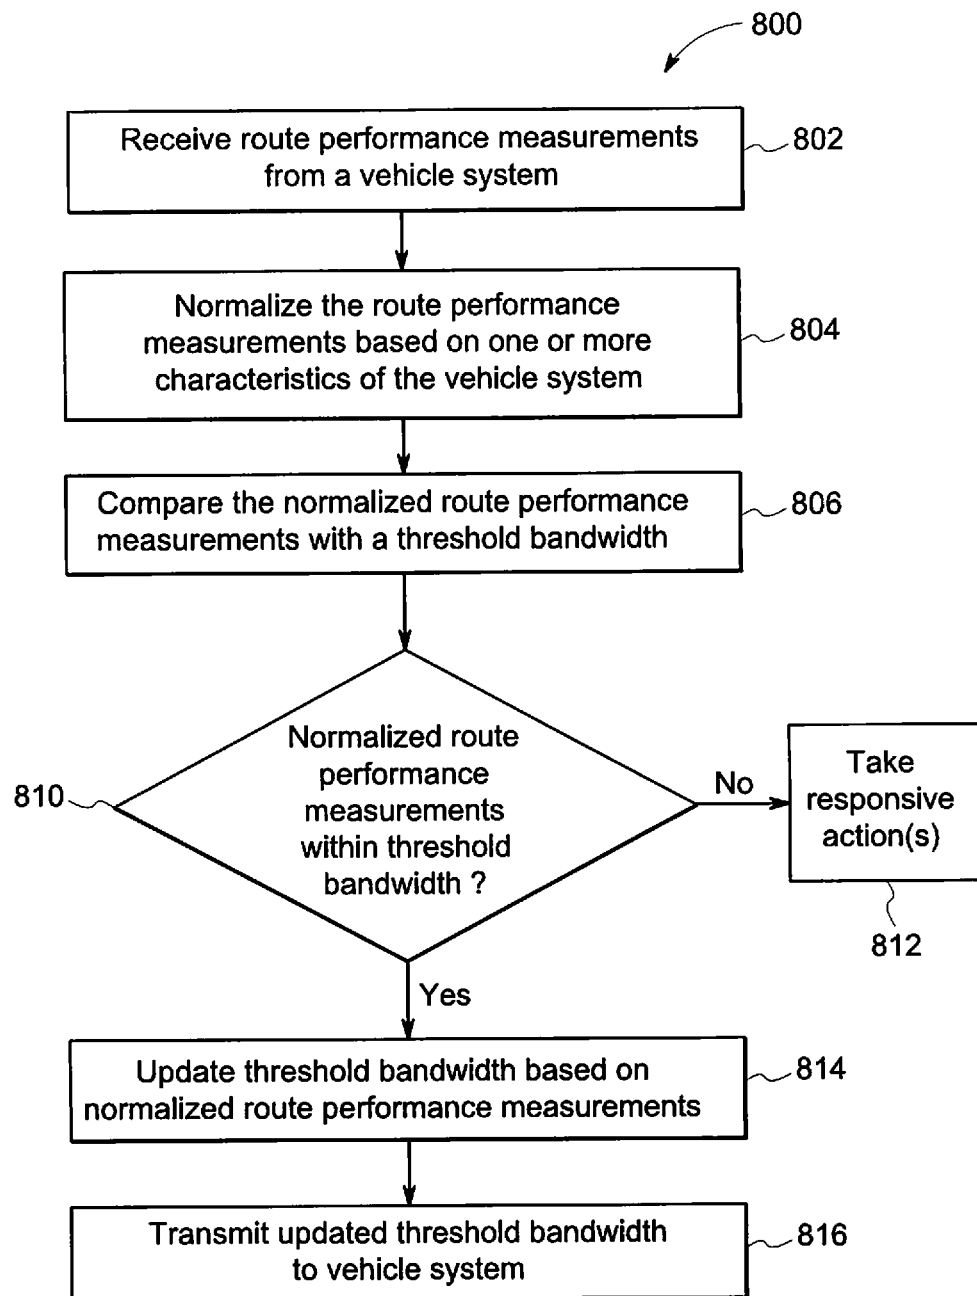 800
Receive route performance measurements
from a vehicle system
802
Normalize the route performance
measurements based on one or more
characteristics of the vehicle system
804
Compare the normalized route performance
measurements with a threshold bandwidth
806
Normalized route
performance
measurements
within threshold
bandwidth ?
810
No
Take
responsive
action(s)
812
Yes
Update threshold bandwidth based on
normalized route performance measurements
814
Transmit updated threshold bandwidth
to vehicle system
816